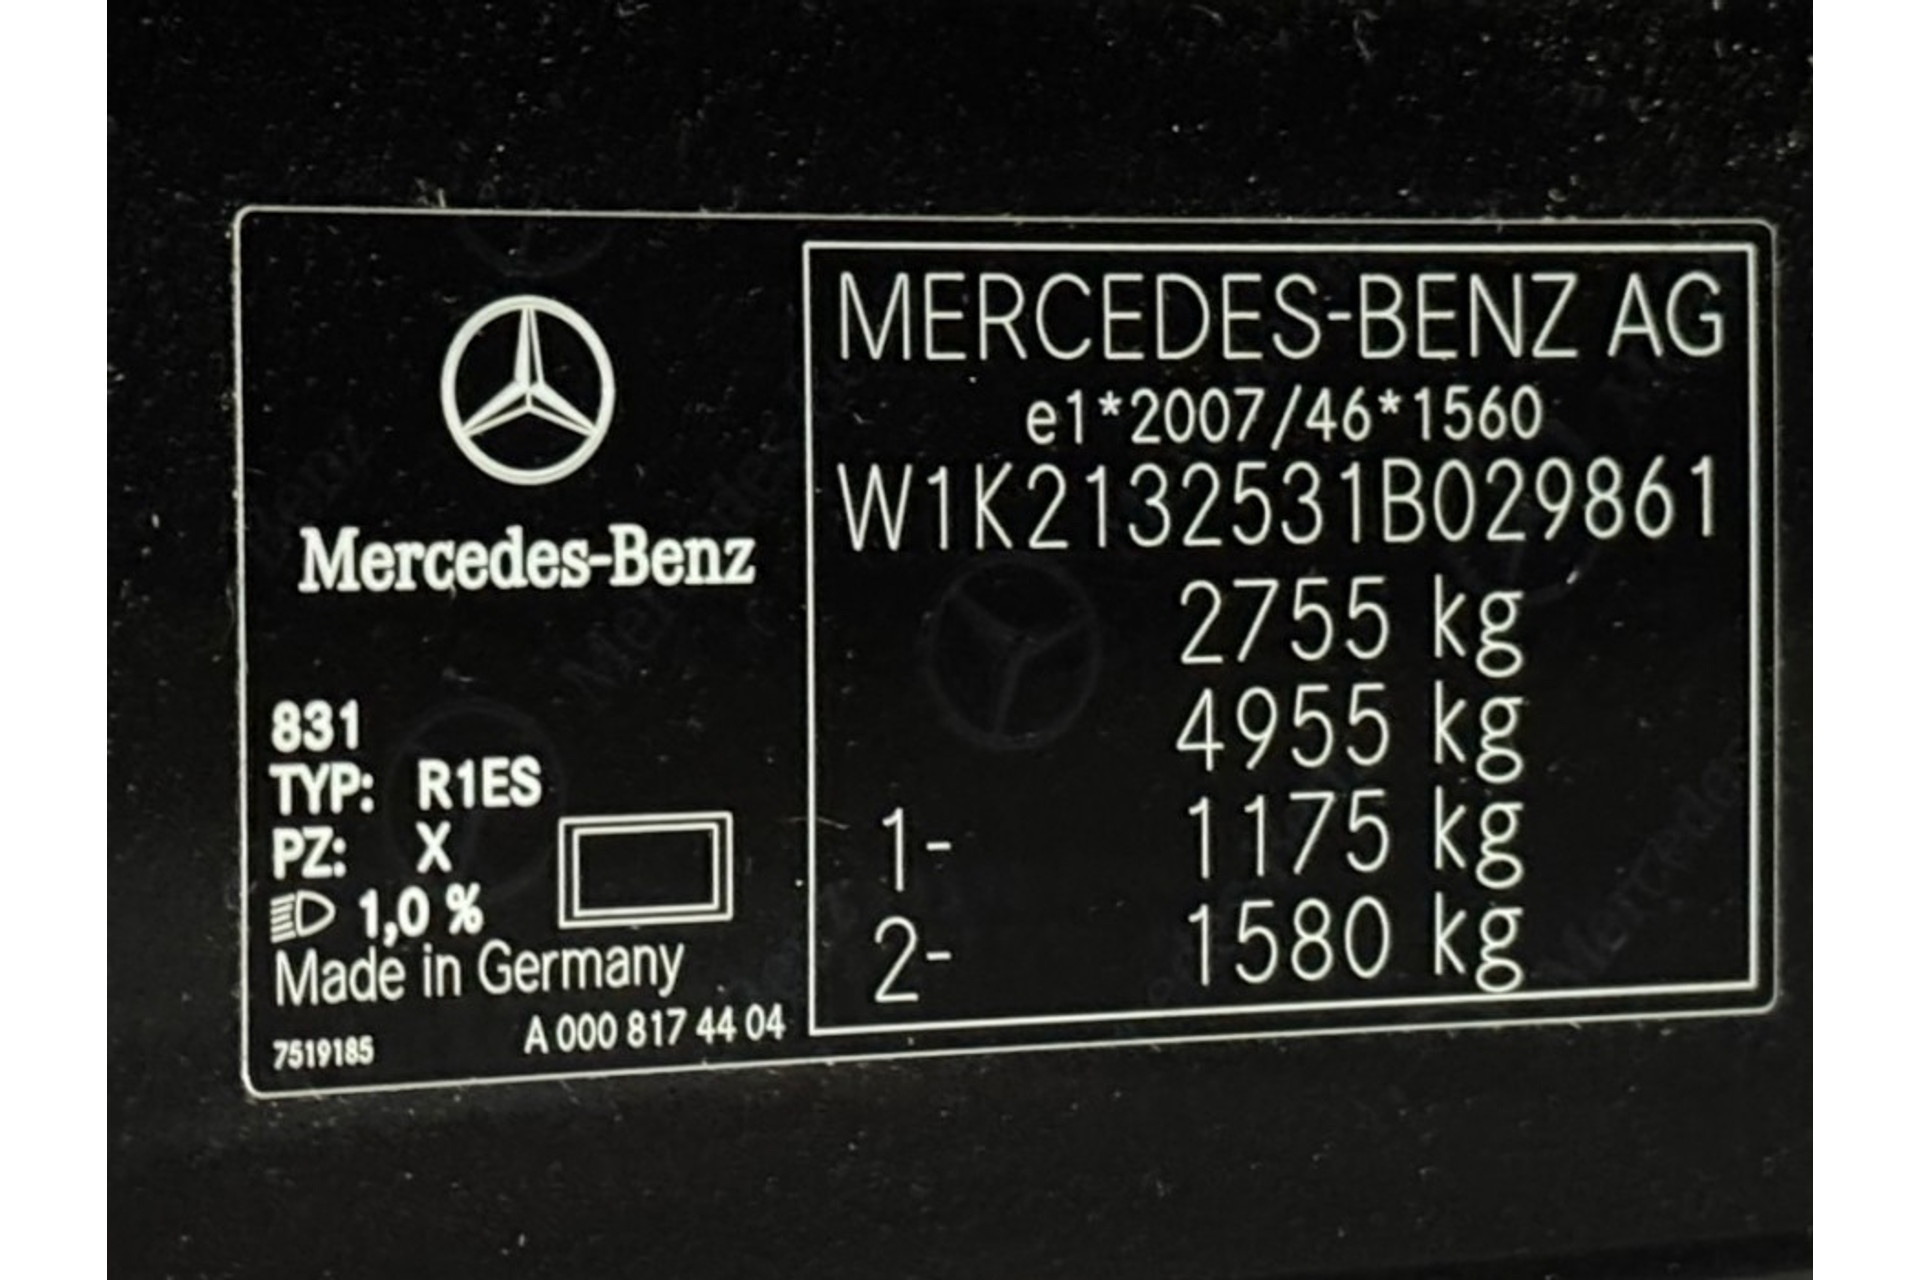 Mercedes-Benz
831
TYP: R1ES
PZ: X
1,0 %
Made in Germany
7519185
A 000 817 44 04
MERCEDES-BENZ AG
e1*2007/46*1560
W1K2132531B029861
2755 kg
4955 kg
1- 1175 kg
2- 1580 kg